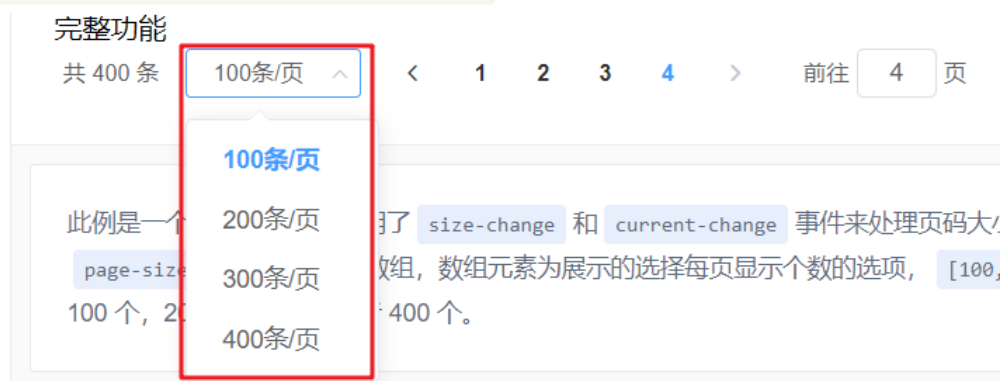 完整功能
共 400 条 100条/页 1 2 3 4 前往 4 页
100条/页
200条/页
300条/页
400条/页
此例是一个 用了 size-change 和 current-change 事件来处理页码大小
page-size 数组，数组元素为展示的选择每页显示个数的选项， [100,
100 个，20 400 个。